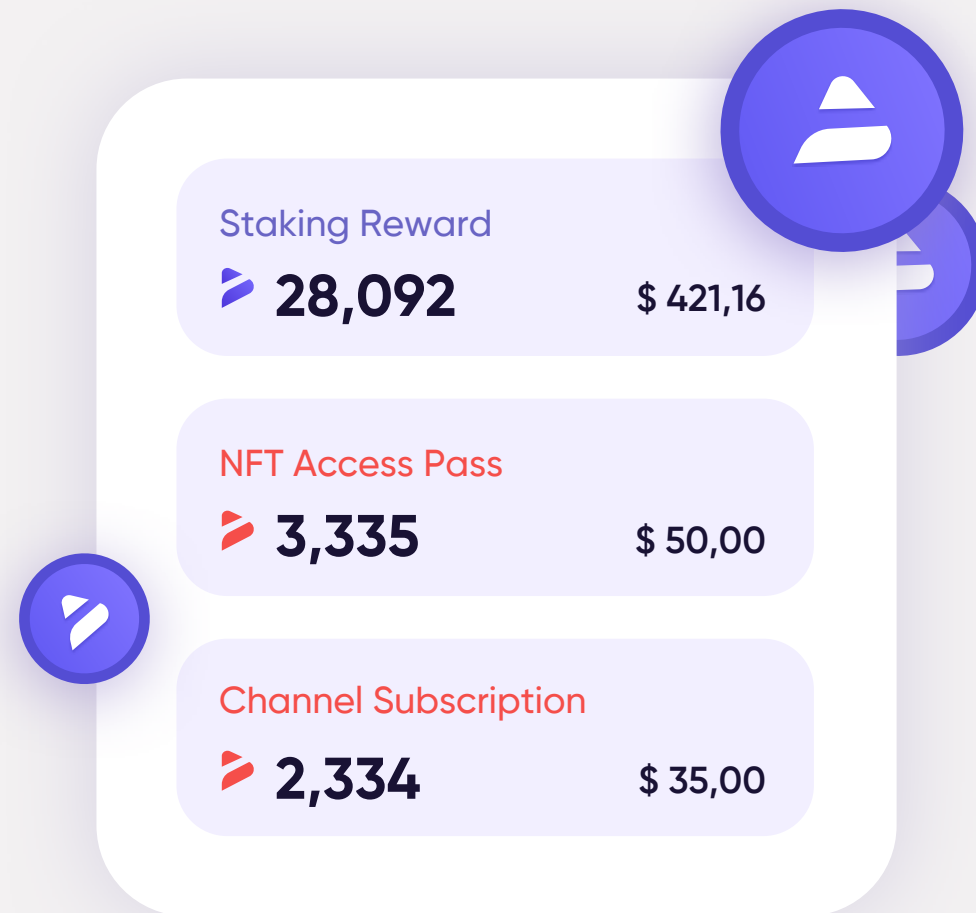 Staking Reward
28,092 $ 421,16
NFT Access Pass
3,335 $ 50,00
Channel Subscription
2,334 $ 35,00